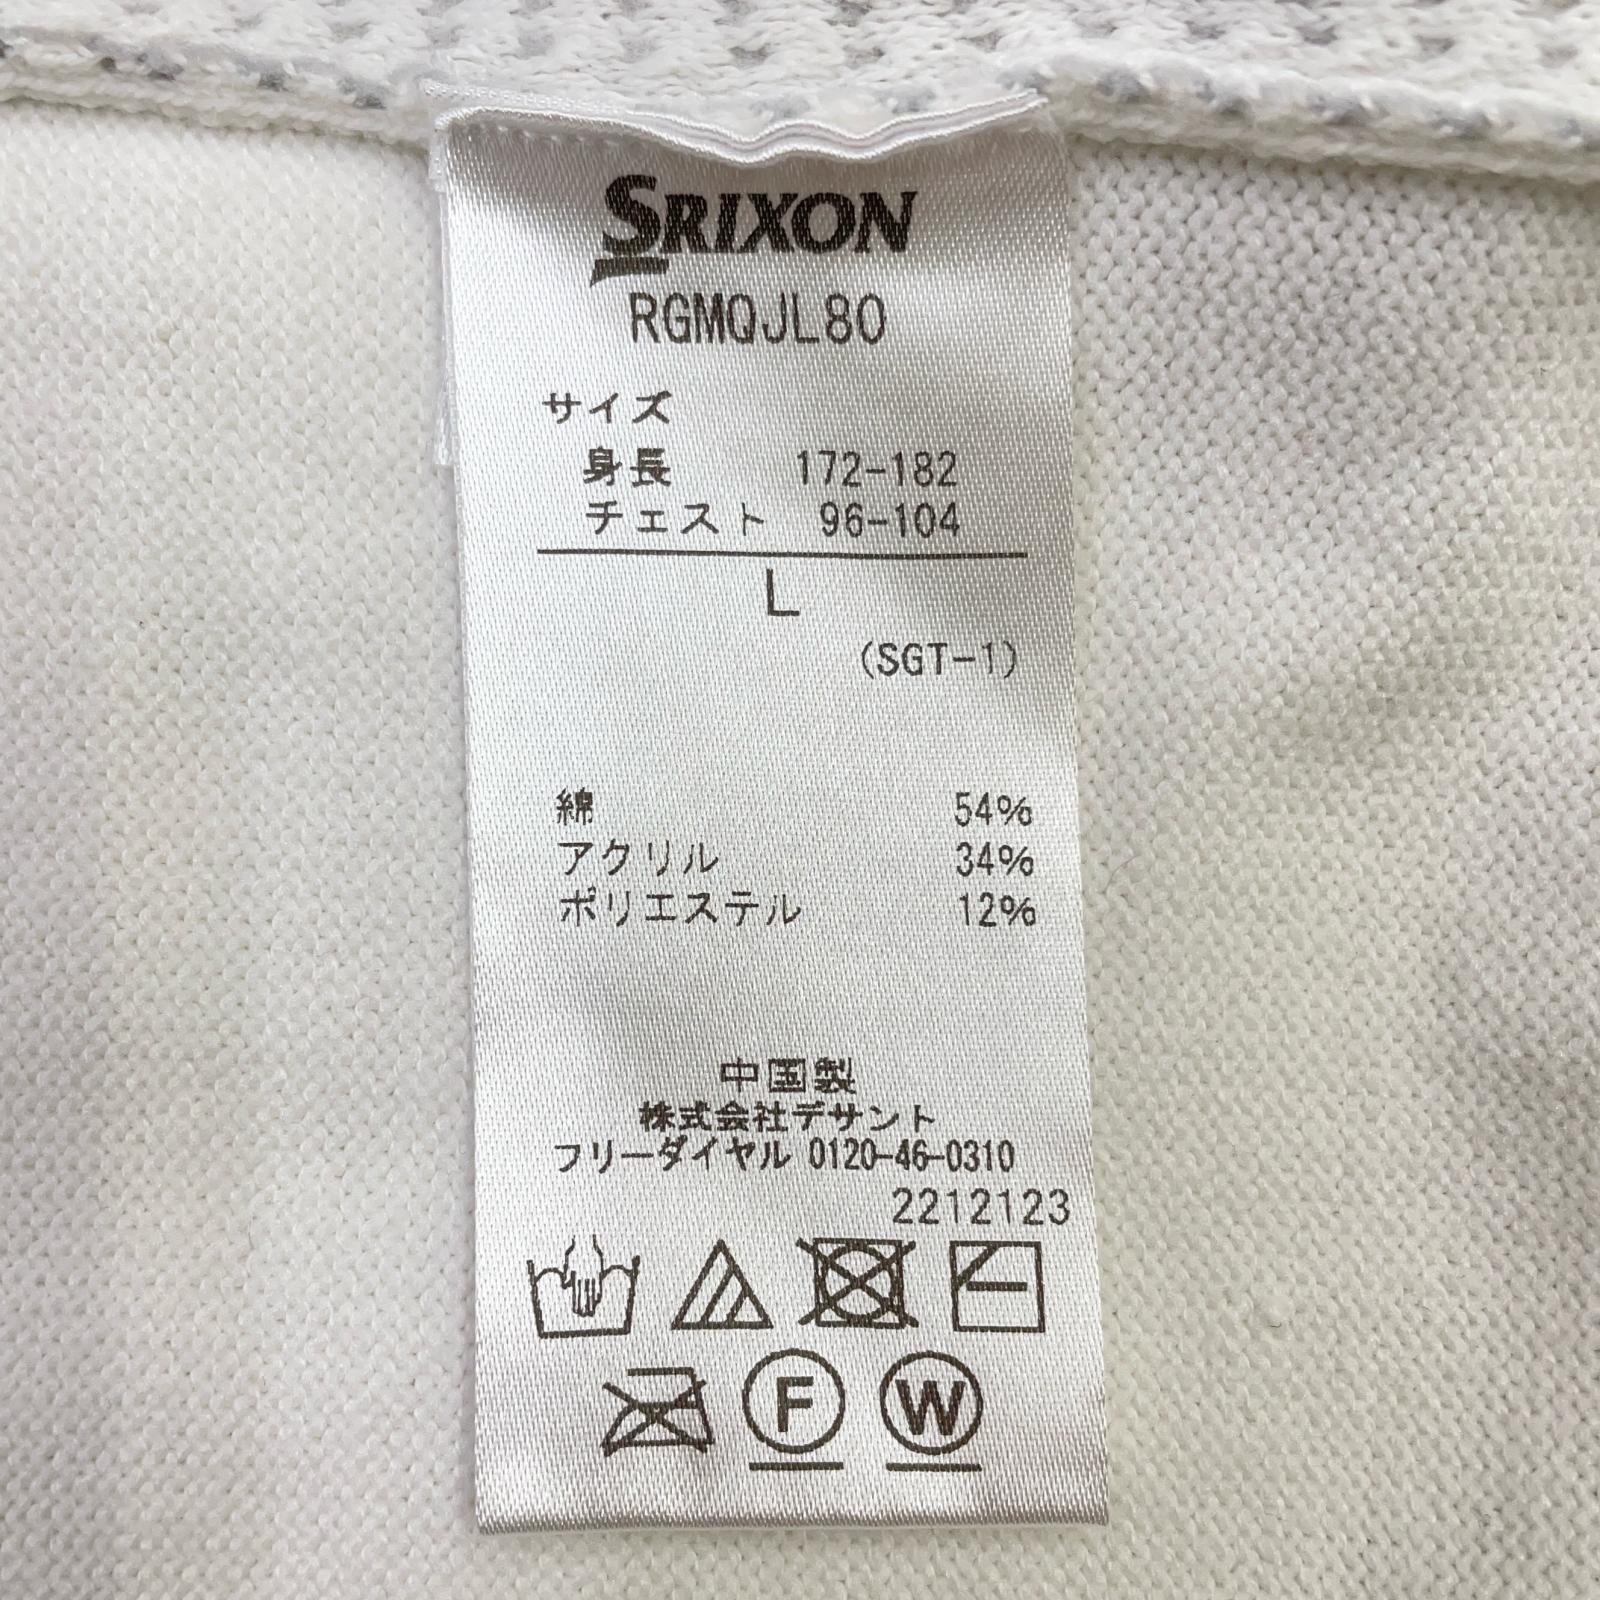 SRIXON
RGMQJL80
サイズ
身長 172-182
チェスト 96-104
L
(SGT-1)
綿 54%
アクリル 34%
ポリエステル 12%
中国製
株式会社デサント
フリーダイヤル 0120-46-0310
2212123
F W